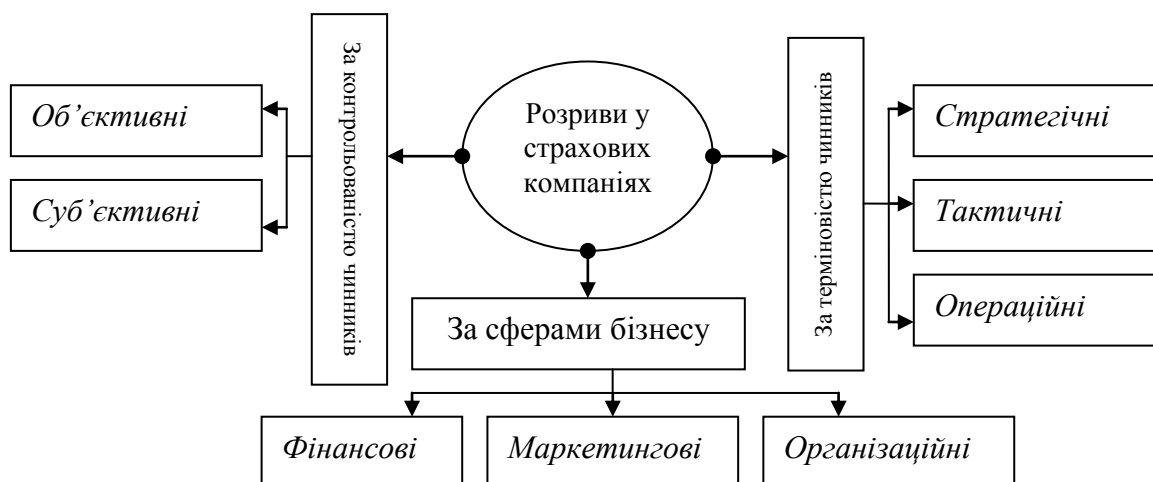 За контрольованістю чинників
Об’єктивні
Суб’єктивні
Розриви у
страхових
компаніях
За терміновістю чинників
Стратегічні
Тактичні
Операційні
За сферами бізнесу
Фінансові
Маркетингові
Організаційні